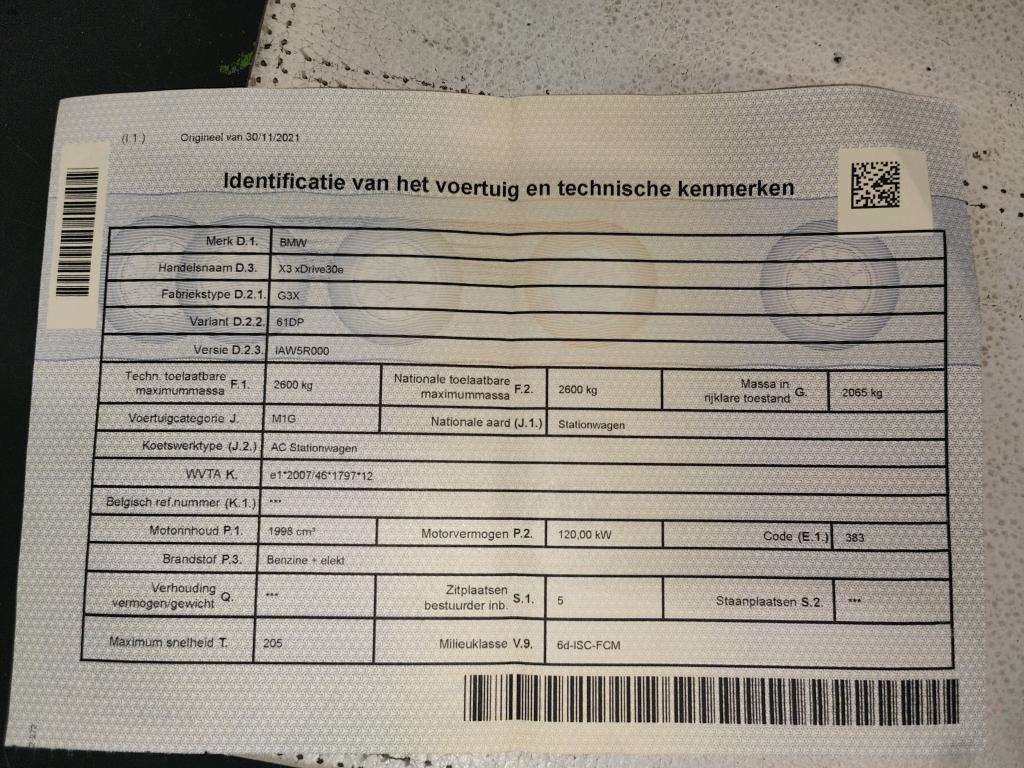 (I.1) Origineel van 30/11/2021
Identificatie van het voertuig en technische kenmerken
Merk D.1. BMW
Handelsnaam D.3. X3 xDrive30e
Fabriekstype D.2.1. G3X
Variant D.2.2. 61DP
Versie D.2.3. IAW5R000
Techn. toelaatbare maximummassa F.1. 2600 kg Nationale toelaatbare maximummassa F.2. 2600 kg Massa in rijklare toestand G. 2065 kg
Voertuigcategorie J. M1G Nationale aard (J.1.) Stationwagen
Koetswerktype (J.2.) AC Stationwagen
WVTA K. e1*2007/46*1797*12
Belgisch ref.nummer (K.1.) ***
Motorinhoud P.1. 1998 cm³ Motorvermogen P.2. 120,00 kW Code (E.1.) 383
Brandstof P.3. Benzine + elekt
Verhouding vermogen/gewicht Q. *** Zitplaatsen bestuurder inb. S.1. 5 Staanplaatsen S.2. ***
Maximum snelheid T. 205 Milieuklasse V.9. 6d-ISC-FCM